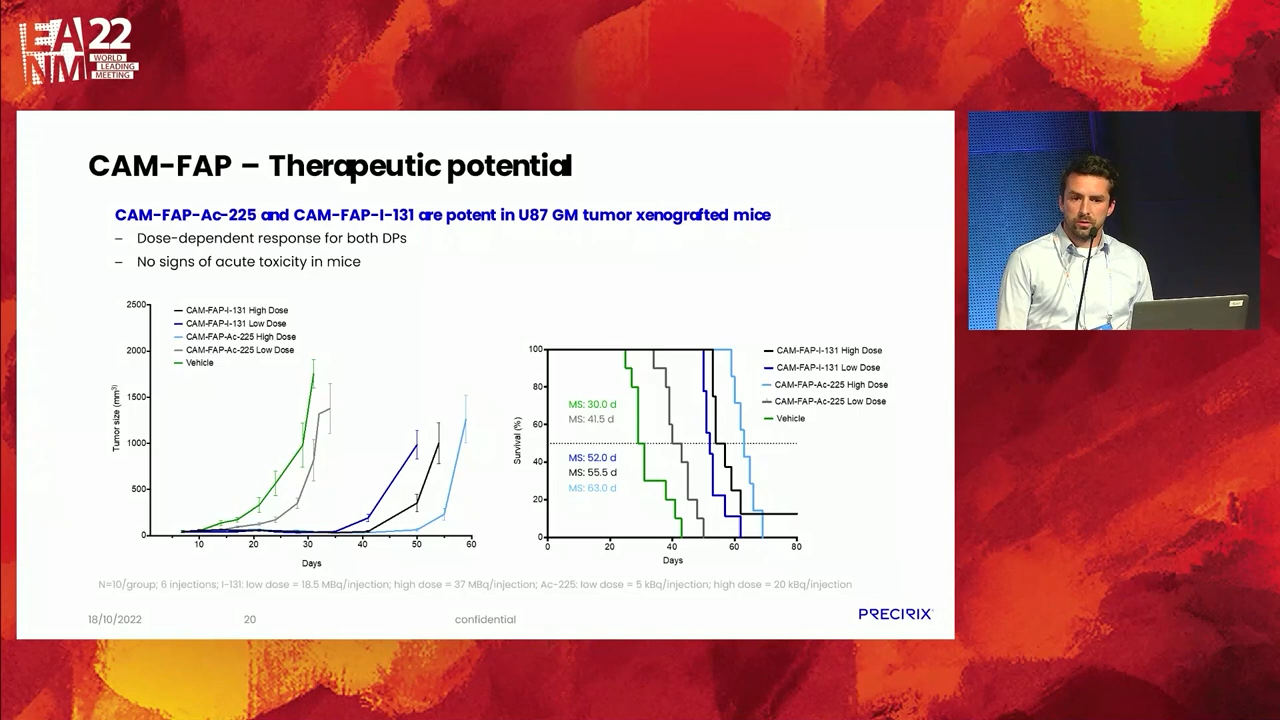 EA 22
NM WORLD LEADING MEETING
CAM-FAP – Therapeutic potential
CAM-FAP-Ac-225 and CAM-FAP-I-131 are potent in U87 GM tumor xenografted mice
– Dose-dependent response for both DPs
– No signs of acute toxicity in mice
2500
2000
1500
1000
500
0
Tumor size (mm³)
10 20 30 40 50 60
Days
CAM-FAP-I-131 High Dose
CAM-FAP-I-131 Low Dose
CAM-FAP-Ac-225 High Dose
CAM-FAP-Ac-225 Low Dose
Vehicle
100
80
60
40
20
0
Survival (%)
0 20 40 60 80
Days
MS: 30.0 d
MS: 41.5 d
MS: 52.0 d
MS: 55.5 d
MS: 63.0 d
CAM-FAP-I-131 High Dose
CAM-FAP-I-131 Low Dose
CAM-FAP-Ac-225 High Dose
CAM-FAP-Ac-225 Low Dose
Vehicle
N=10/group; 6 injections; I-131: low dose = 18.5 MBq/injection; high dose = 37 MBq/injection; Ac-225: low dose = 5 kBq/injection; high dose = 20 kBq/injection
18/10/2022 20 confidential
PRECIRIX